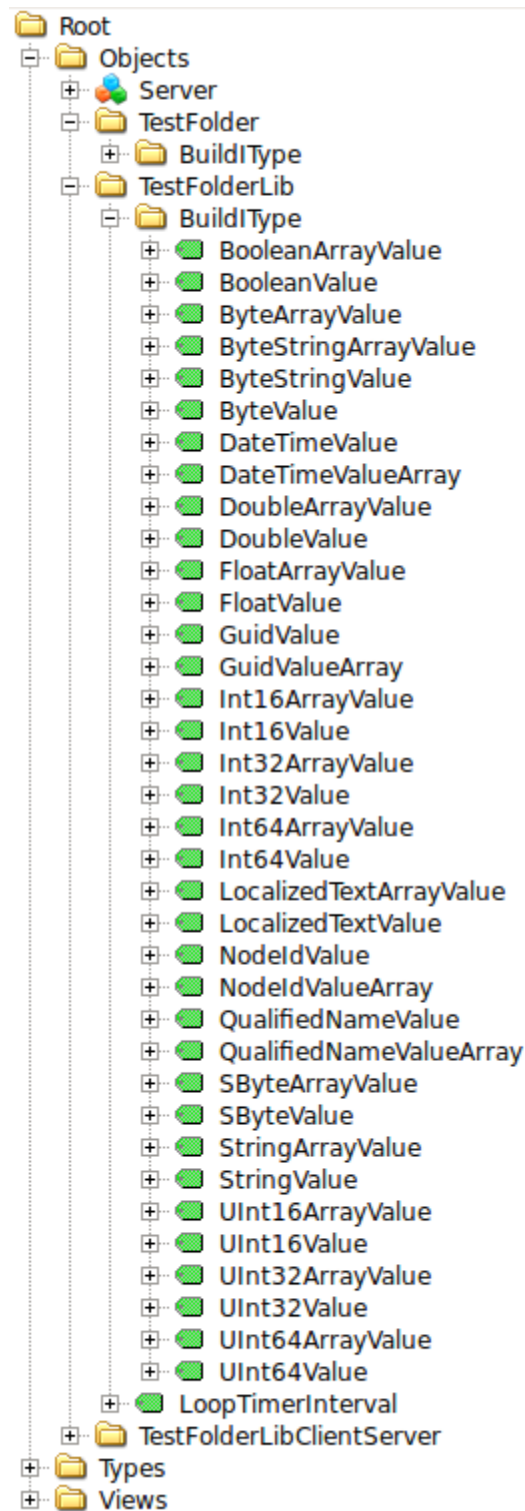 Root
Objects
Server
TestFolder
BuildIType
TestFolderLib
BuildIType
BooleanArrayValue
BooleanValue
ByteArrayValue
ByteStringArrayValue
ByteStringValue
ByteValue
DateTimeValue
DateTimeValueArray
DoubleArrayValue
DoubleValue
FloatArrayValue
FloatValue
GuidValue
GuidValueArray
Int16ArrayValue
Int16Value
Int32ArrayValue
Int32Value
Int64ArrayValue
Int64Value
LocalizedTextArrayValue
LocalizedTextValue
NodeIdValue
NodeIdValueArray
QualifiedNameValue
QualifiedNameValueArray
SByteArrayValue
SByteValue
StringArrayValue
StringValue
UInt16ArrayValue
UInt16Value
UInt32ArrayValue
UInt32Value
UInt64ArrayValue
UInt64Value
LoopTimerInterval
TestFolderLibClientServer
Types
Views